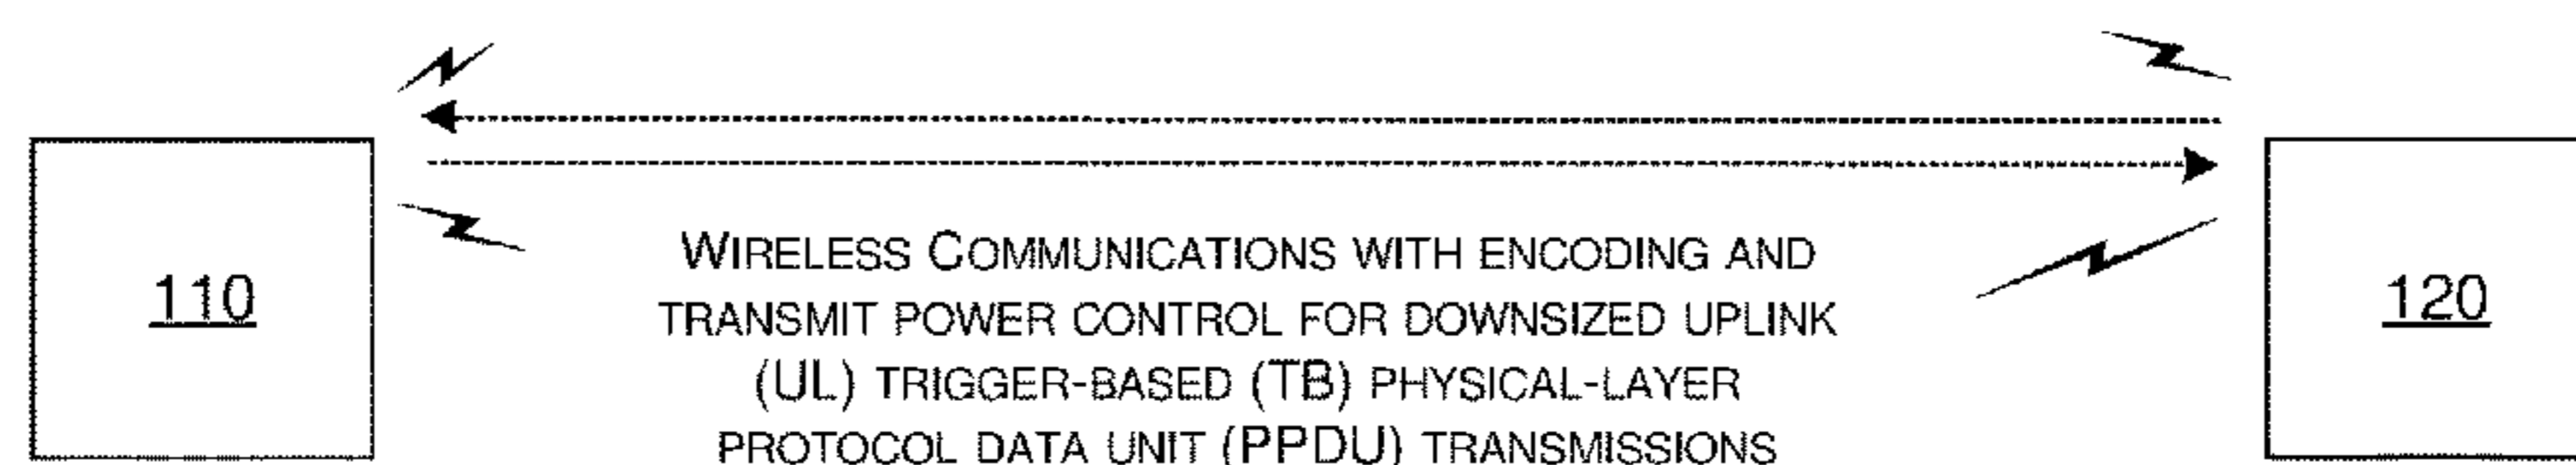 WIRELESS COMMUNICATIONS WITH ENCODING AND
110
120
TRANSMIT POWER CONTROL FOR DOWNSIZED UPLINK
(UL) TRIGGER-BASED (TB) PHYSICAL-LAYER
PROTOCOL DATA UNIT (PPDU) TRANSMISSIONS